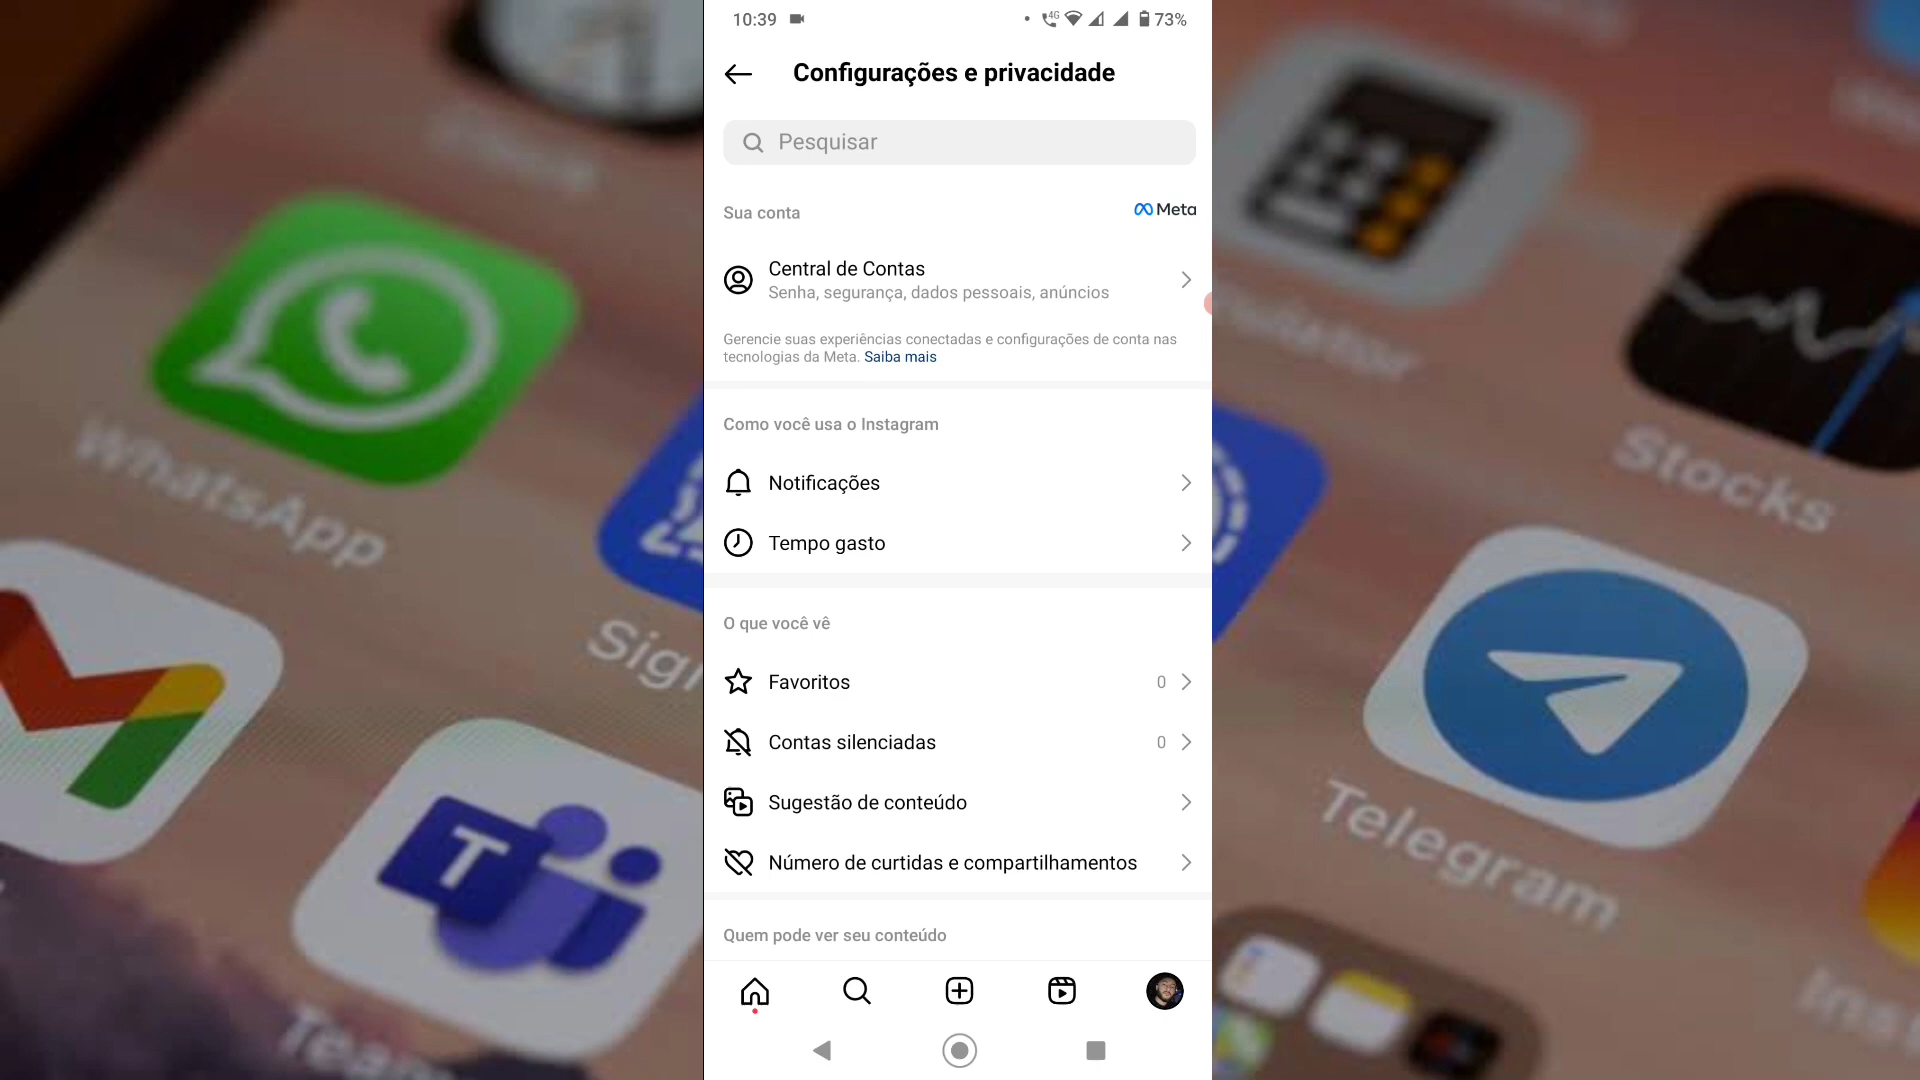 10:39
4G
73%
Configurações e privacidade
Pesquisar
Sua conta
Meta
Central de Contas
Senha, segurança, dados pessoais, anúncios
Gerencie suas experiências conectadas e configurações de conta nas
tecnologias da Meta. Saiba mais
Como você usa o Instagram
Notificações
Tempo gasto
O que você vê
Favoritos
0
Contas silenciadas
0
Sugestão de conteúdo
Número de curtidas e compartilhamentos
Quem pode ver seu conteúdo
WhatsApp
Stocks
Telegram
T